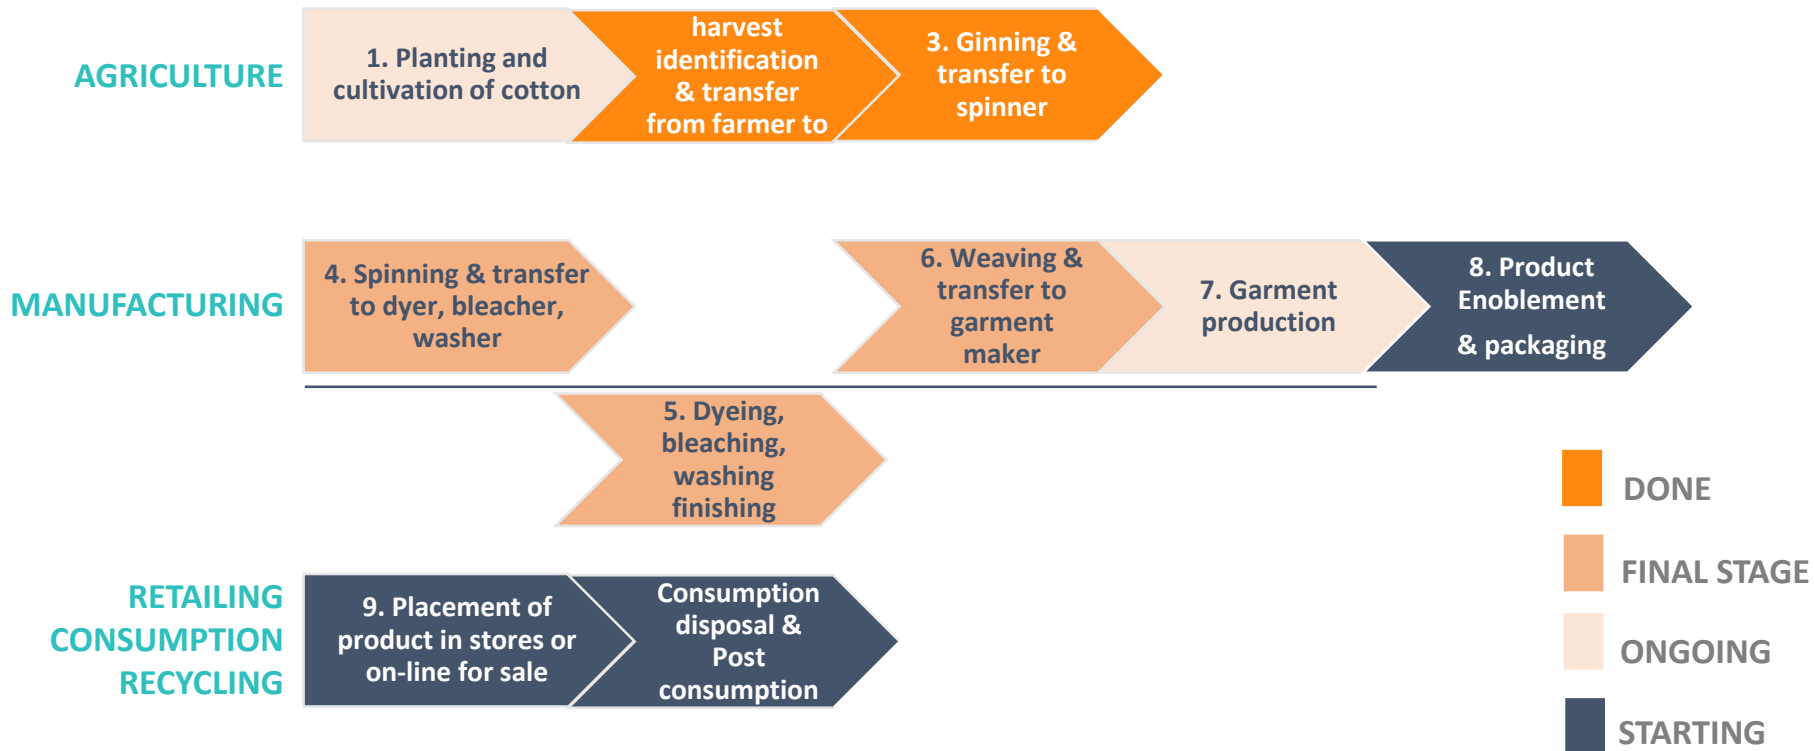 AGRICULTURE
1. Planting and
cultivation of cotton
harvest
identification
& transfer
from farmer to
3. Ginning &
transfer to
spinner
MANUFACTURING
4. Spinning & transfer
to dyer, bleacher,
washer
6. Weaving &
transfer to
garment
maker
7. Garment
production
8. Product
Enoblement
& packaging
5. Dyeing,
bleaching,
washing
finishing
RETAILING
CONSUMPTION
RECYCLING
9. Placement of
product in stores or
on-line for sale
Consumption
disposal &
Post
consumption
DONE
FINAL STAGE
ONGOING
STARTING